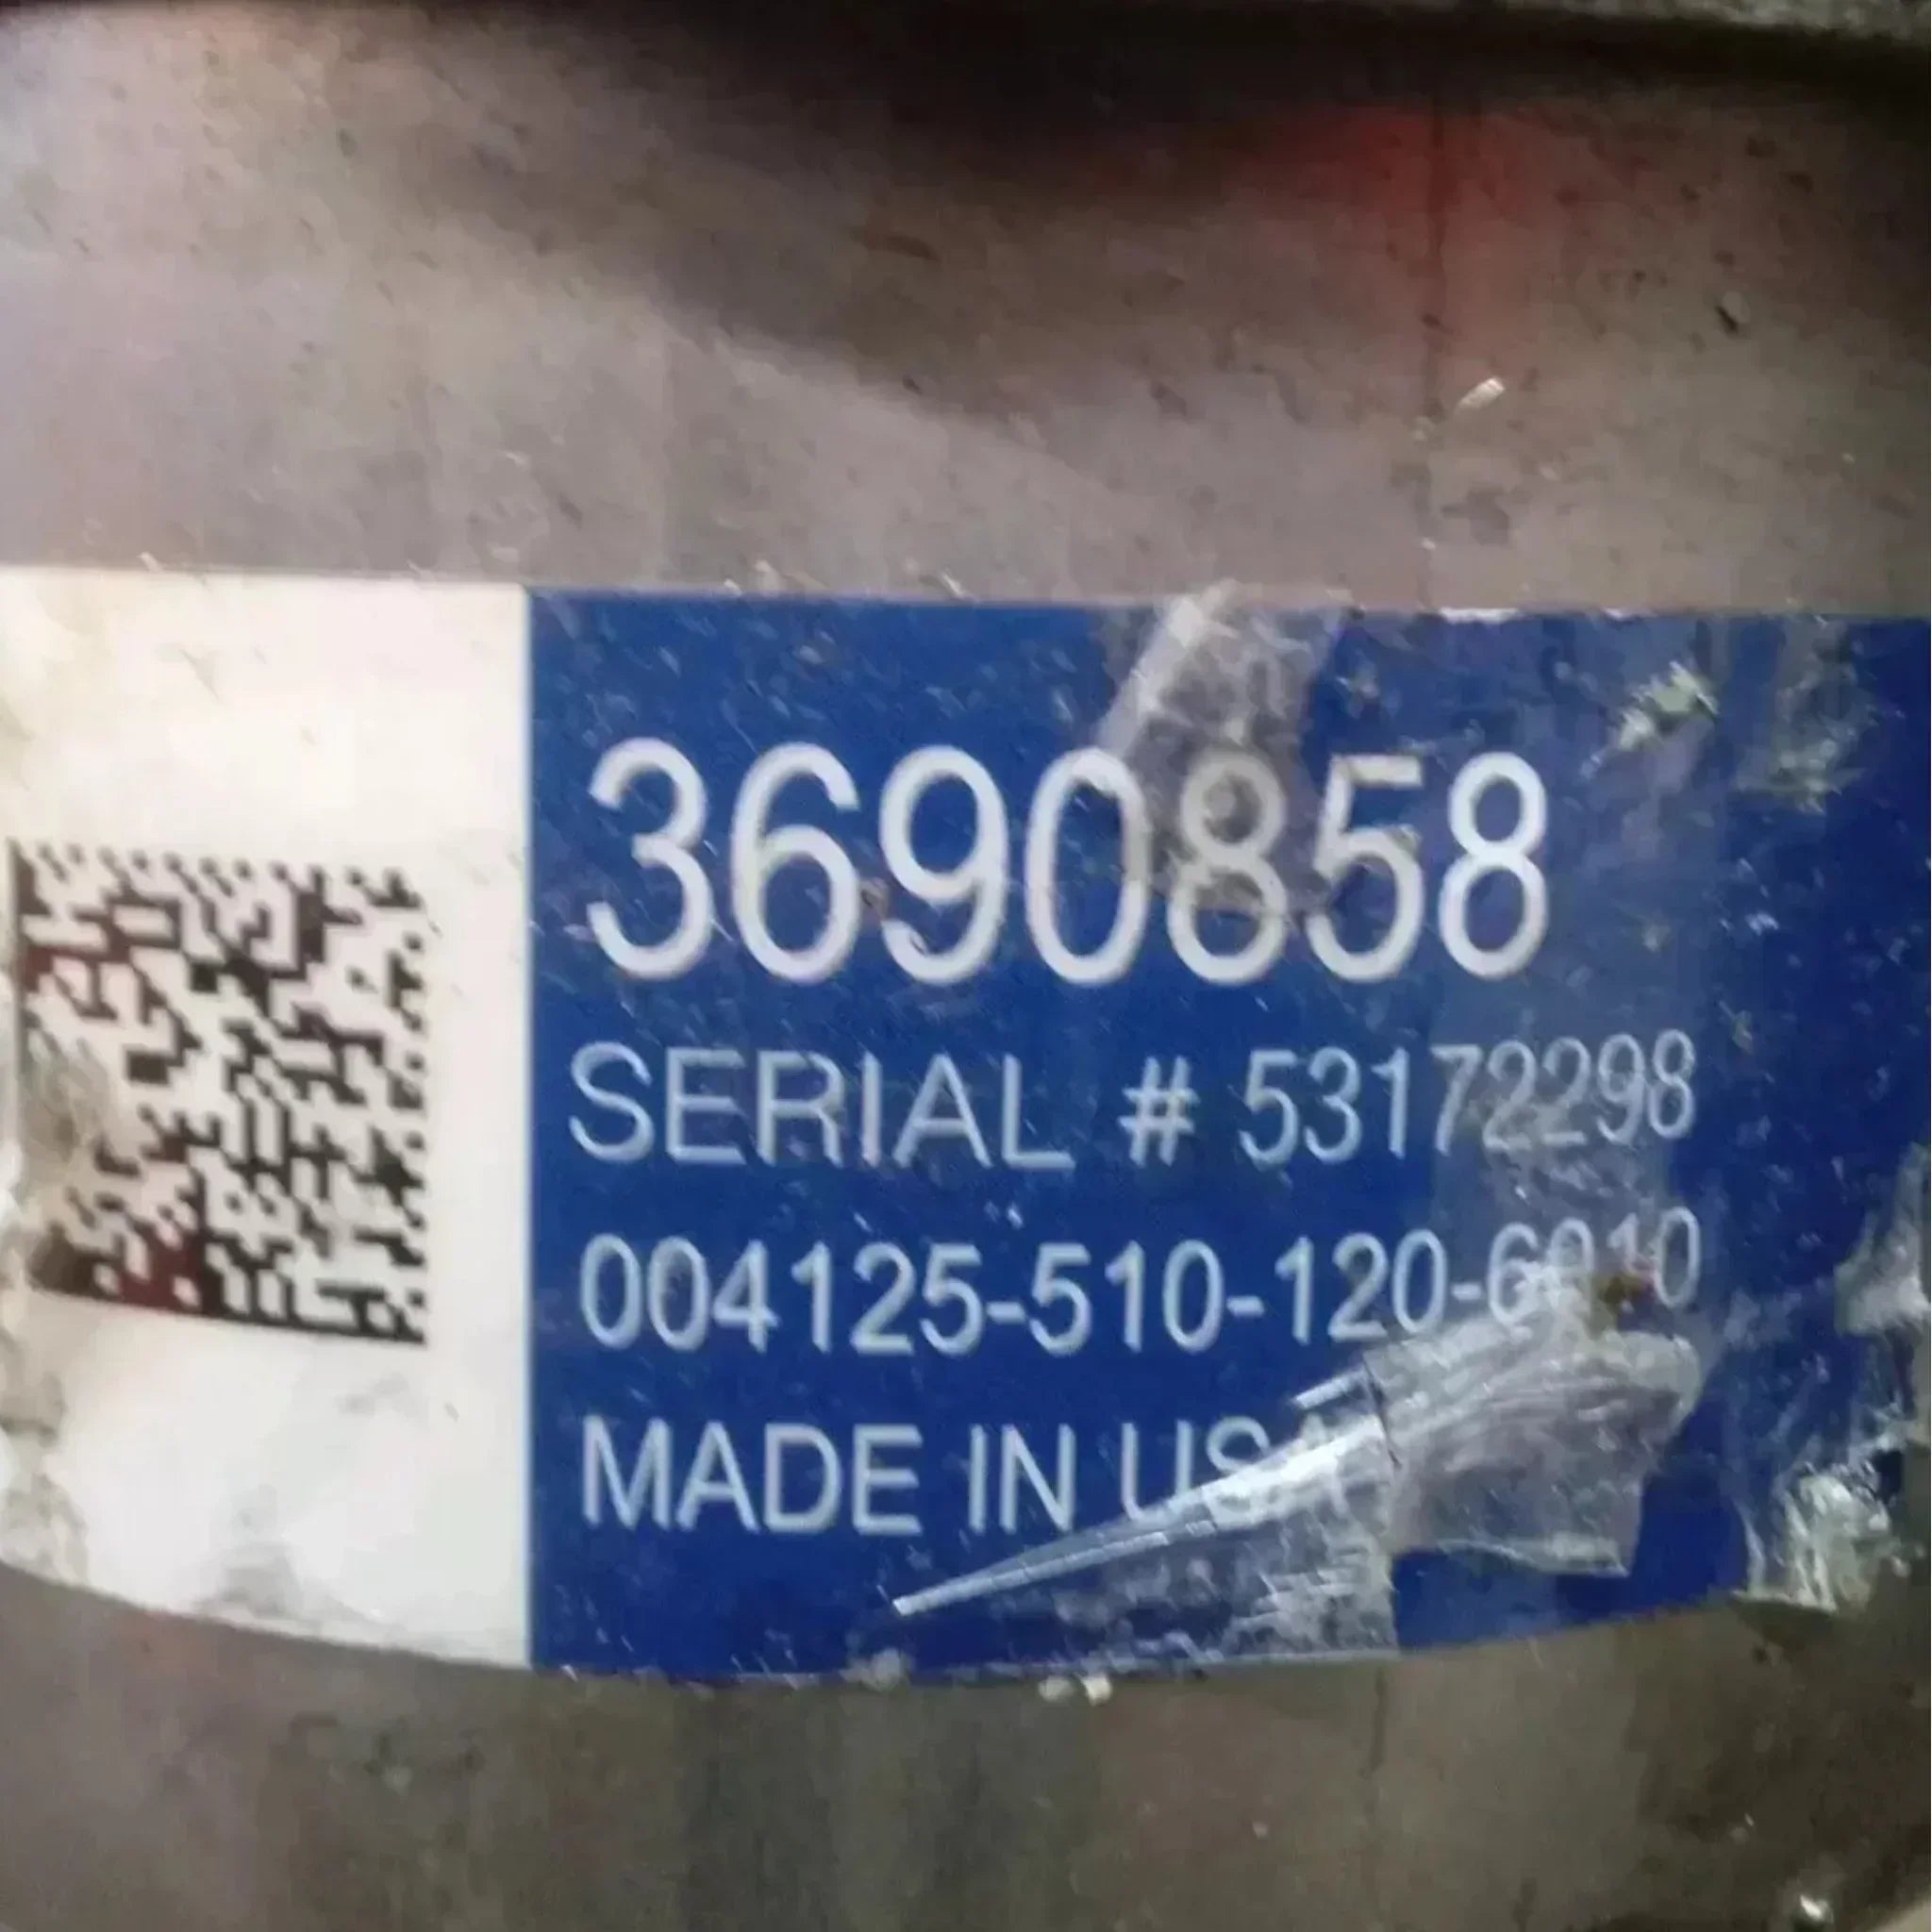 3690858
SERIAL # 53172298
004125-510-120-6010
MADE IN USA